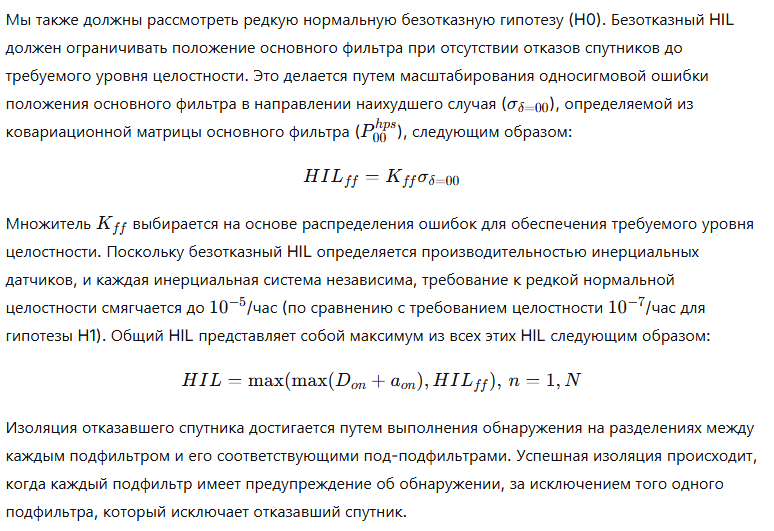 Мы также должны рассмотреть редкую нормальную безотказную гипотезу (H0). Безотказный HIL
должен ограничивать положение основного фильтра при отсутствии отказов спутников до
требуемого уровня целостности. Это делается путем масштабирования односигмовой ошибки
положения основного фильтра в направлении наихудшего случая (σ_{δ=00}), определяемой из
ковариационной матрицы основного фильтра (P_{00}^{hps}), следующим образом:
HIL_{ff} = K_{ff}σ_{δ=00}
Множитель K_{ff} выбирается на основе распределения ошибок для обеспечения требуемого уровня
целостности. Поскольку безотказный HIL определяется производительностью инерциальных
датчиков, и каждая инерциальная система независима, требование к редкой нормальной
целостности смягчается до 10^{-5}/час (по сравнению с требованием целостности 10^{-7}/час для
гипотезы H1). Общий HIL представляет собой максимум из всех этих HIL следующим образом:
HIL = max(max(D_{on} + a_{on}), HIL_{ff}), n = 1, N
Изоляция отказавшего спутника достигается путем выполнения обнаружения на разделениях между
каждым подфильтром и его соответствующими под-подфильтрами. Успешная изоляция происходит,
когда каждый подфильтр имеет предупреждение об обнаружении, за исключением того одного
подфильтра, который исключает отказавший спутник.